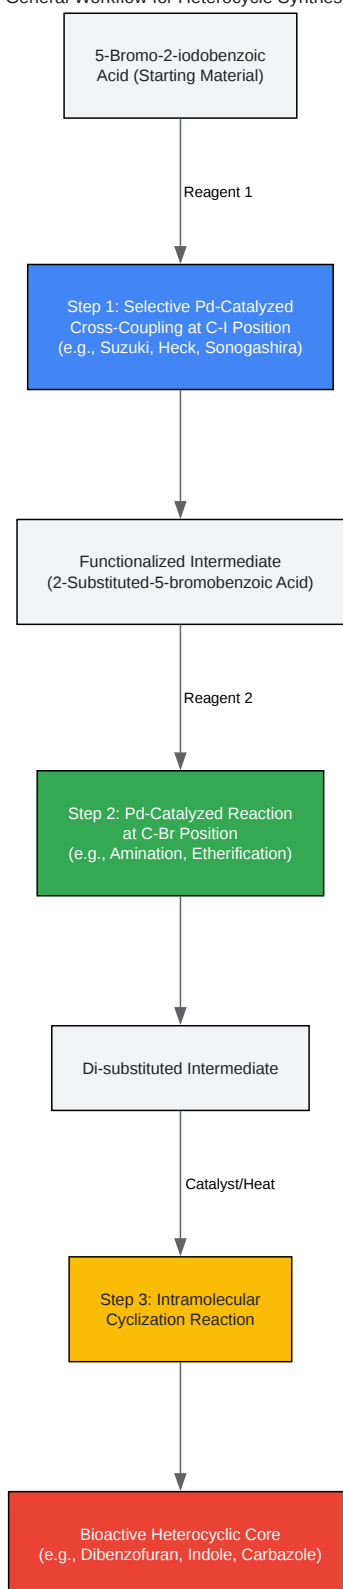 General Workflow for Heterocycle
5-Bromo-2-iodobenzoic
Acid (Starting Material)
Reagent 1
Step 1: Selective Pd-Catalyzed
Cross-Coupling at C-I Position
(e.g., Suzuki, Heck, Sonogashira)
Functionalized Intermediate
(2-Substituted-5-bromobenzoic Acid)
Reagent 2
Step 2: Pd-Catalyzed Reaction
at C-Br Position
(e.g., Amination, Etherification)
Di-substituted Intermediate
Catalyst/Heat
Step 3: Intramolecular
Cyclization Reaction
Bioactive Heterocyclic Core
(e.g., Dibenzofuran, Indole, Carbazole)